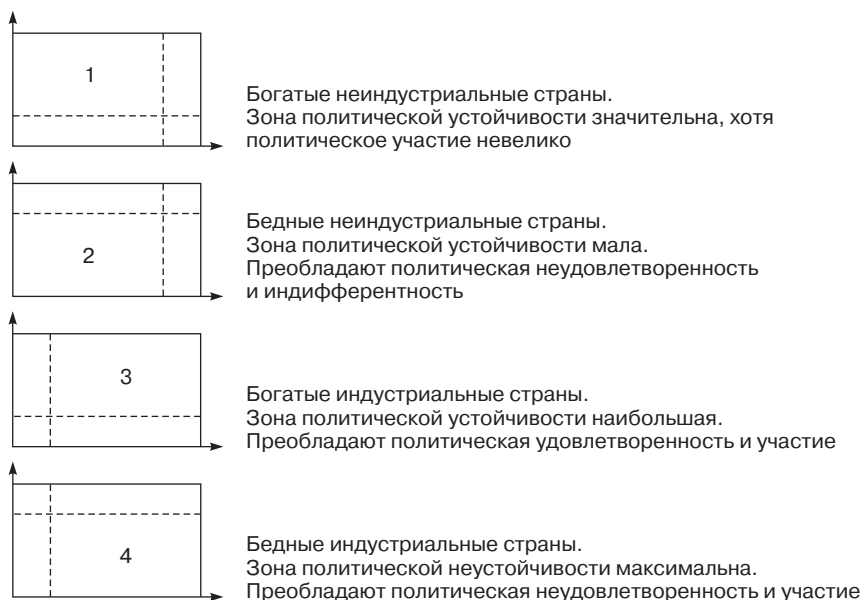 1
Богатые неиндустриальные страны.
Зона политической устойчивости значительна, хотя
политическое участие невелико
2
Бедные неиндустриальные страны.
Зона политической устойчивости мала.
Преобладают политическая неудовлетворенность
и индифферентность
3
Богатые индустриальные страны.
Зона политической устойчивости наибольшая.
Преобладают политическая удовлетворенность и участие
4
Бедные индустриальные страны.
Зона политической неустойчивости максимальна.
Преобладают политическая неудовлетворенность и участие